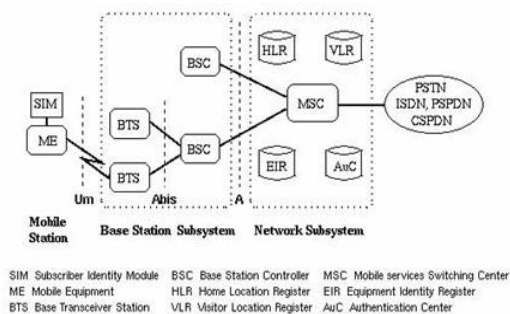 HLR VLR
BSC
PSTN
ISDN, PSPDN
CSPDN
SIM
MSC
BTS
ME
BSC
BTS
EIR AuC
Um Abis A
Mobile
Station
Base Station Subsystem Network Subsystem
SIM Subscriber Identity Module BSC Base Station Controller MSC Mobile services Switching Center
ME Mobile Equipment HLR Home Location Register EIR Equipment Identity Register
BTS Base Transceiver Station VLR Visitor Location Register AuC Authentication Center